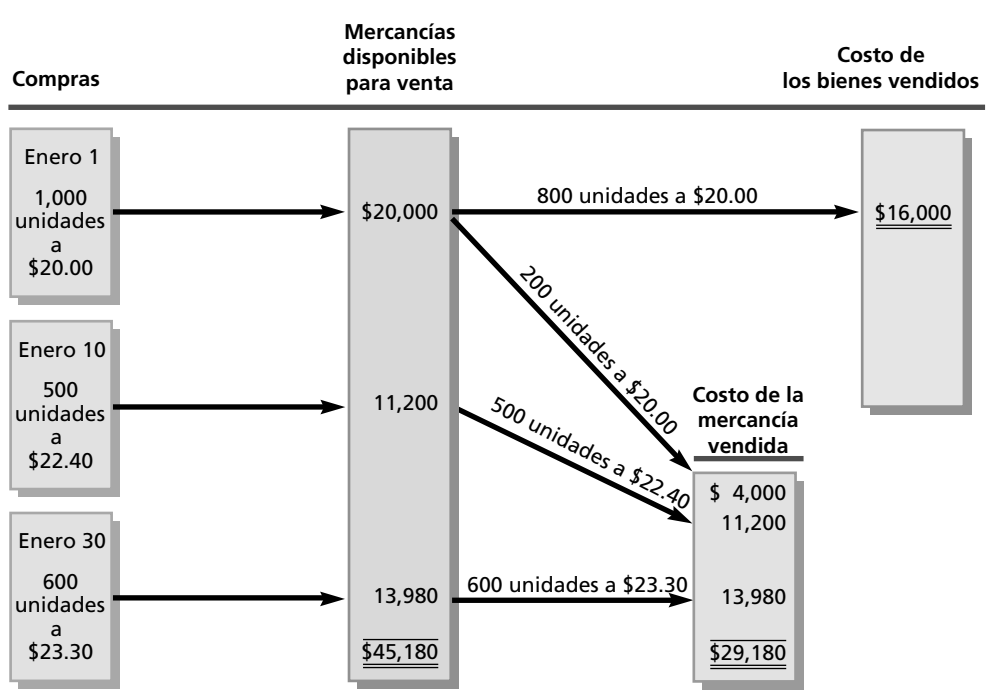 Compras
Mercancías
disponibles
para venta
Costo de
los bienes vendidos
Enero 1
1,000
unidades
a
$20.00
$20,000
800 unidades a $20.00
$16,000
200 unidades a $20.00
Enero 10
500
unidades
a
$22.40
11,200
500 unidades a $22.40
Costo de la
mercancía
vendida
$ 4,000
11,200
Enero 30
600
unidades
a
$23.30
13,980
600 unidades a $23.30
13,980
$45,180
$29,180